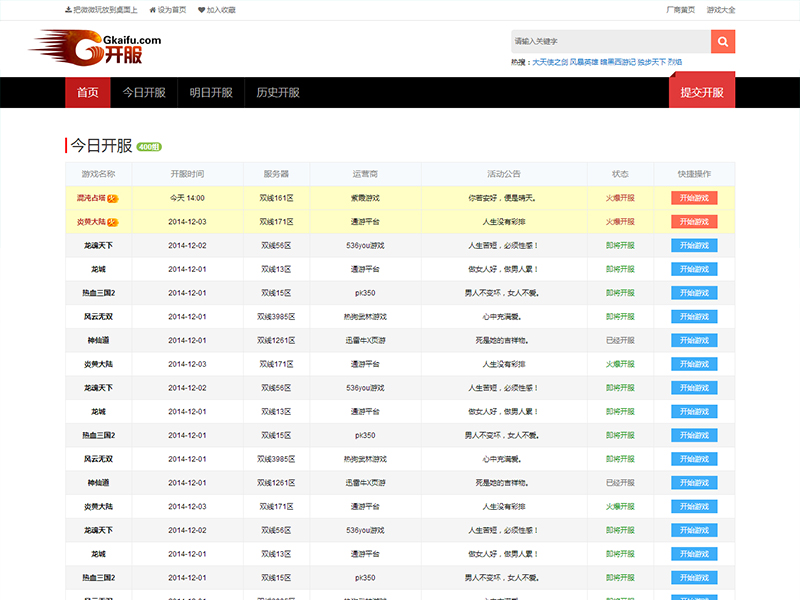 把微微玩放到桌面上 设为首页 加入收藏 厂商首页 游戏大全
Gkaifu.com
开服
请输入关键字
热搜：大天使之剑 风暴英雄 暗黑西游记 独步天下 烈焰
首页 今日开服 明日开服 历史开服 提交开服
今日开服 400组
游戏名称 开服时间 服务器 运营商 活动公告 状态 快捷操作
混沌占塔 火 今天 14:00 双线161区 紫霞游戏 你若安好，便是晴天。 火爆开服 开始游戏
炎黄大陆 火 2014-12-03 双线171区 遨游平台 人生没有彩排 火爆开服 开始游戏
龙魂天下 2014-12-02 双线56区 536you游戏 人生苦短，必须性感！ 即将开服 开始游戏
龙城 2014-12-01 双线13区 遨游平台 做女人好，做男人累！ 即将开服 开始游戏
热血三国2 2014-12-01 双线15区 pk350 男人不变坏，女人不爱。 即将开服 开始游戏
风云无双 2014-12-01 双线3985区 热狗武林游戏 心中充满爱。 即将开服 开始游戏
神仙道 2014-12-01 双线1261区 迅雷牛X页游 死是她的吉祥物。 已经开服 开始游戏
炎黄大陆 2014-12-03 双线171区 遨游平台 人生没有彩排 火爆开服 开始游戏
龙魂天下 2014-12-02 双线56区 536you游戏 人生苦短，必须性感！ 即将开服 开始游戏
龙城 2014-12-01 双线13区 遨游平台 做女人好，做男人累！ 即将开服 开始游戏
热血三国2 2014-12-01 双线15区 pk350 男人不变坏，女人不爱。 即将开服 开始游戏
风云无双 2014-12-01 双线3985区 热狗武林游戏 心中充满爱。 即将开服 开始游戏
神仙道 2014-12-01 双线1261区 迅雷牛X页游 死是她的吉祥物。 已经开服 开始游戏
炎黄大陆 2014-12-03 双线171区 遨游平台 人生没有彩排 火爆开服 开始游戏
龙魂天下 2014-12-02 双线56区 536you游戏 人生苦短，必须性感！ 即将开服 开始游戏
龙城 2014-12-01 双线13区 遨游平台 做女人好，做男人累！ 即将开服 开始游戏
热血三国2 2014-12-01 双线15区 pk350 男人不变坏，女人不爱。 即将开服 开始游戏